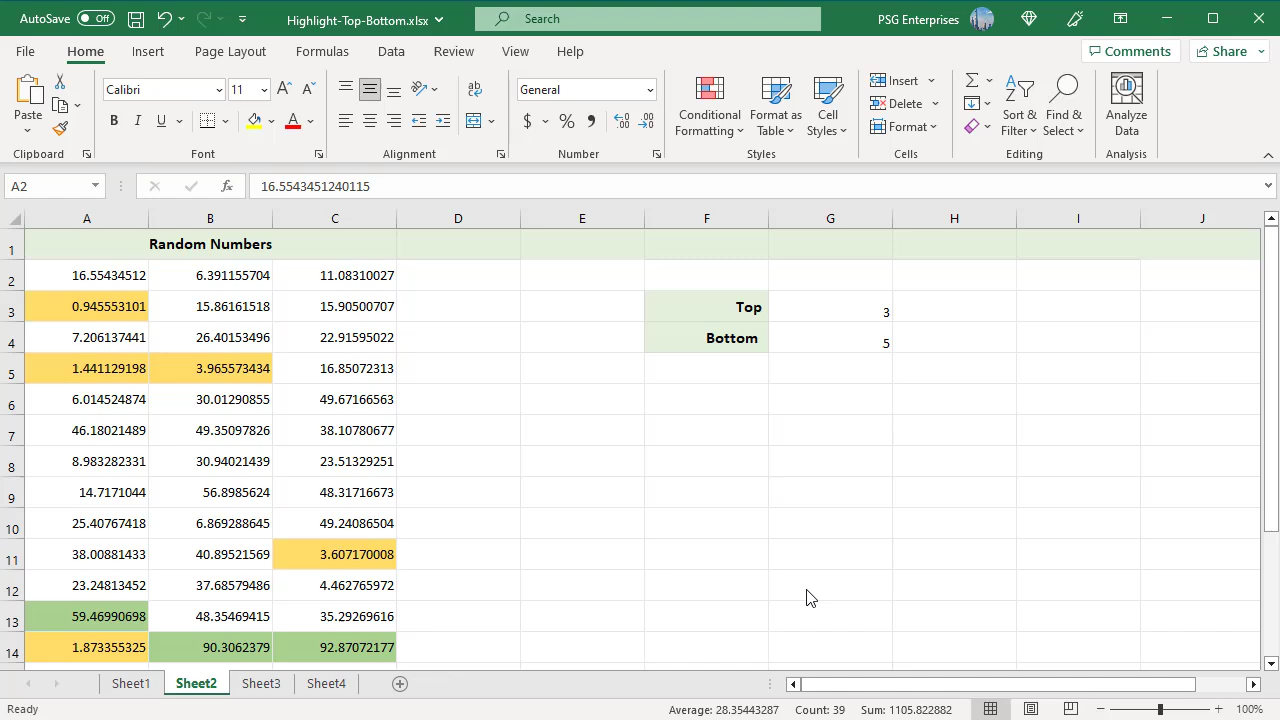 AutoSave Off Highlight-Top-Bottom.xlsx Search PSG Enterprises
File Home Insert Page Layout Formulas Data Review View Help Comments Share
Paste Calibri 11 General Conditional Formatting Format as Table Cell Styles Insert Delete Format Sort & Filter Find & Select Analyze Data
Clipboard Font Alignment Number Styles Cells Editing Analysis
A2 fx 16.5543451240115
A B C D E F G H I J
1 Random Numbers
2 16.55434512 6.391155704 11.08310027
3 0.945553101 15.86161518 15.90500707 Top 3
4 7.206137441 26.40153496 22.91595022 Bottom 5
5 1.441129198 3.965573434 16.85072313
6 6.014524874 30.01290855 49.67166563
7 46.18021489 49.35097826 38.10780677
8 8.983282331 30.94021439 23.51329251
9 14.7171044 56.8985624 48.31716673
10 25.40767418 6.869288645 49.24086504
11 38.00881433 40.89521569 3.607170008
12 23.24813452 37.68579486 4.462765972
13 59.46990698 48.35469415 35.29269616
14 1.873355325 90.3062379 92.87072177
Sheet1 Sheet2 Sheet3 Sheet4
Ready Average: 28.35443287 Count: 39 Sum: 1105.822882 100%